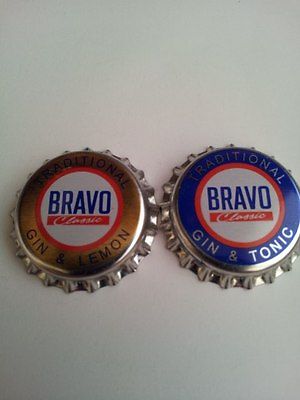 TRADITIONAL
BRAVO
Classic
GIN & LEMON
TRADITIONAL
BRAVO
Classic
GIN & TONIC